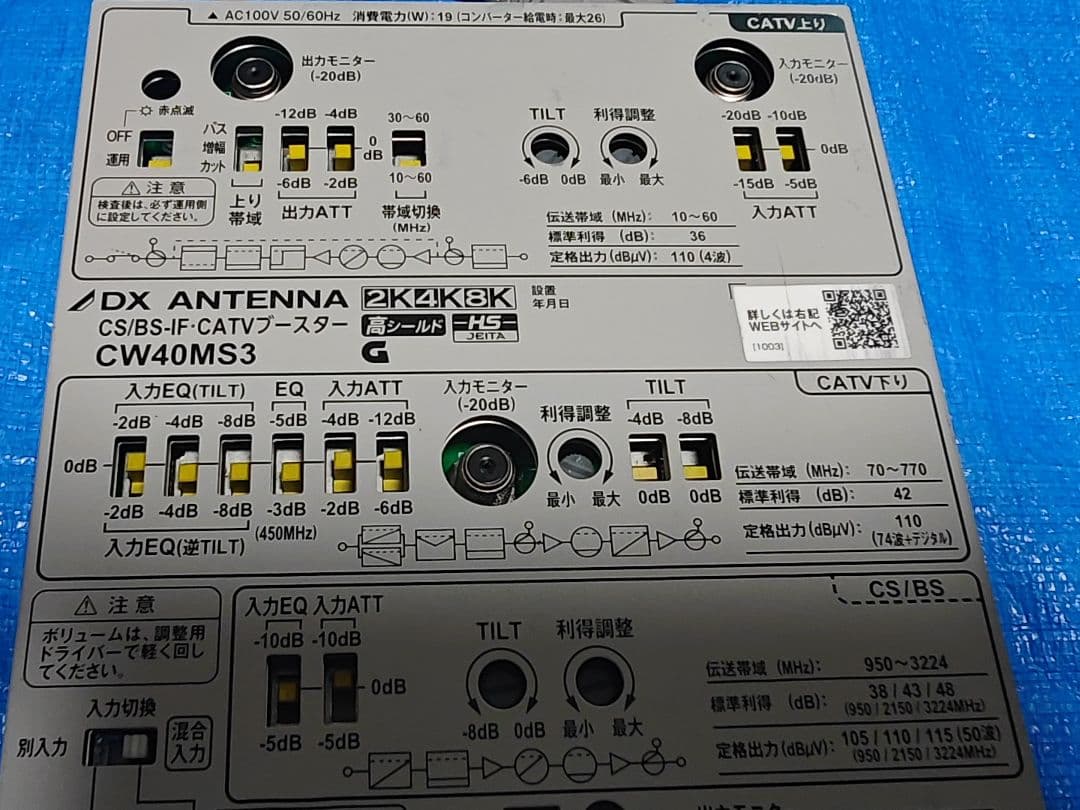 ▲ AC100V 50/60Hz 消費電力(W):19 (コンバーター給電時:最大26)
CATV上り
出力モニター
(-20dB)
入力モニター
(-20dB)
赤点滅
OFF
運用
パス
増幅
カット
-12dB -4dB
0
dB
-6dB -2dB
上り
帯域
出力ATT
30〜60
10〜60
帯域切換
(MHz)
TILT 利得調整
-6dB 0dB 最小 最大
-20dB -10dB
0dB
-15dB -5dB
入力ATT
⚠ 注意
検査後は、必ず運用側
に設定してください。
伝送帯域 (MHz): 10〜60
標準利得 (dB): 36
定格出力(dBμV): 110 (4波)
DX ANTENNA 2K4K8K
設置
年月日
CS/BS-IF・CATVブースター
高シールド HS
JEITA
CW40MS3
G
詳しくは右記
WEBサイトへ
[1003]
CATV下り
入力EQ(TILT) EQ 入力ATT
-2dB -4dB -8dB -5dB -4dB -12dB
0dB
-2dB -4dB -8dB -3dB -2dB -6dB
(450MHz)
入力EQ(逆TILT)
入力モニター
(-20dB)
利得調整
最小 最大
TILT
-4dB -8dB
0dB 0dB
伝送帯域 (MHz): 70〜770
標準利得 (dB): 42
定格出力(dBμV): 110
(74波+デジタル)
⚠ 注意
ボリュームは、調整用
ドライバーで軽く回し
てください。
入力切換
別入力
混合
入力
CS/BS
入力EQ 入力ATT
-10dB -10dB
0dB
-5dB -5dB
TILT 利得調整
-8dB 0dB 最小 最大
伝送帯域 (MHz): 950〜3224
標準利得 (dB): 38 / 43 / 48
(950 / 2150 / 3224MHz)
定格出力(dBμV): 105 / 110 / 115 (50波)
(950 / 2150 / 3224MHz)
出力モニター